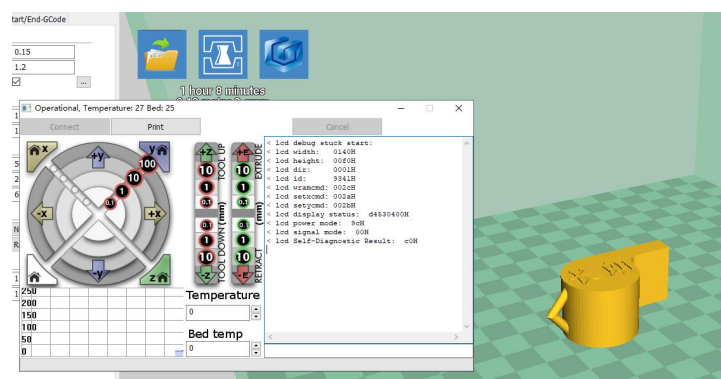 tart/End-GCode
0.15
1.2
...
1 hour 8 minutes
Operational, Temperature: 27 Bed: 25
Connect
Print
Cancel
X
+y
Y
100
10
1
0.1
-X
+X
-y
Z
+Z
10
1
0.1
0.1
1
10
-Z
TOOL UP
(mm)
TOOL DOWN
+E
10
1
0.1
0.1
1
10
-E
EXTRUDE
(mm)
RETRACT
< lcd debug stuck start:
< lcd width: 0140H
< lcd height: 00f0H
< lcd dir: 0001H
< lcd id: 9341H
< lcd wramcmd: 002cH
< lcd setxcmd: 002aH
< lcd setycmd: 002bH
< lcd display status: d4530400H
< lcd power mode: 9cH
< lcd signal mode: 00H
< lcd Self-Diagnostic Result: c0H
250
200
150
100
50
0
Temperature
0
Bed temp
0